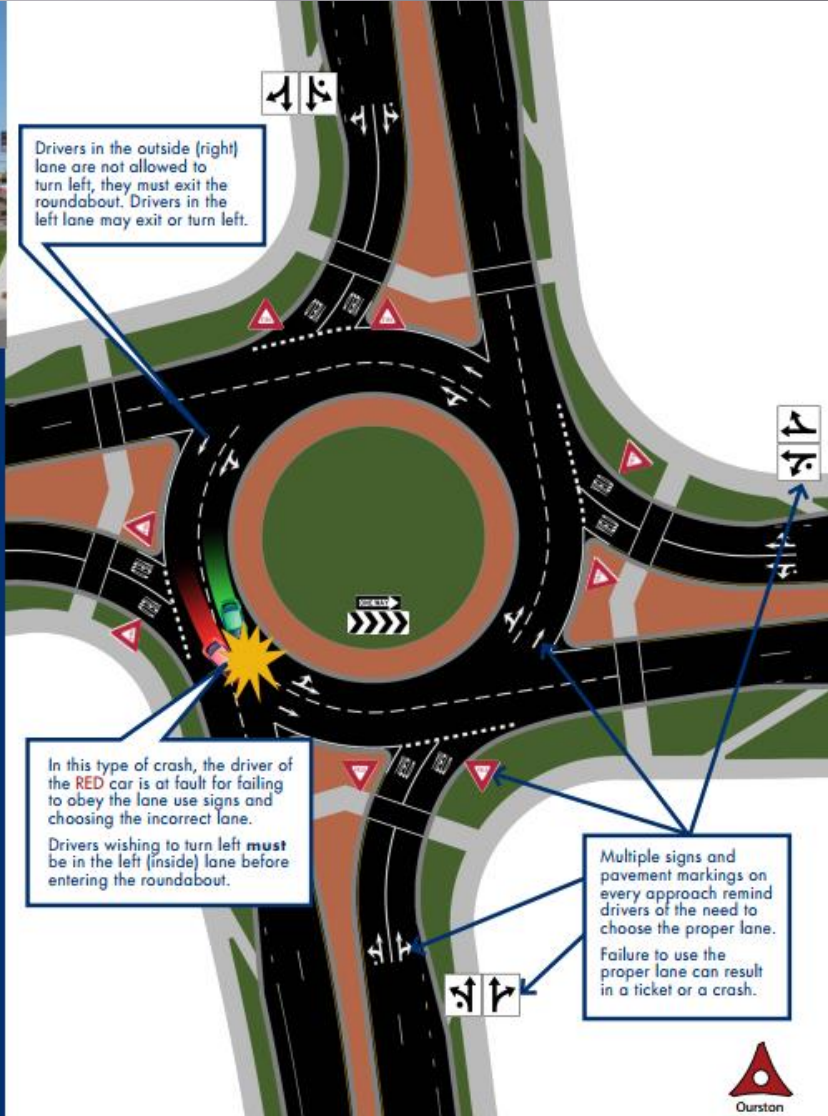 Drivers in the outside (right)
lane are not allowed to
turn left, they must exit the
roundabout. Drivers in the
left lane may exit or turn left.
ONE WAY
In this type of crash, the driver of
the RED car is at fault for failing
to obey the lane use signs and
choosing the incorrect lane.
Drivers wishing to turn left must
be in the left (inside) lane before
entering the roundabout.
Multiple signs and
pavement markings on
every approach remind
drivers of the need to
choose the proper lane.
Failure to use the
proper lane can result
in a ticket or a crash.
Ourston